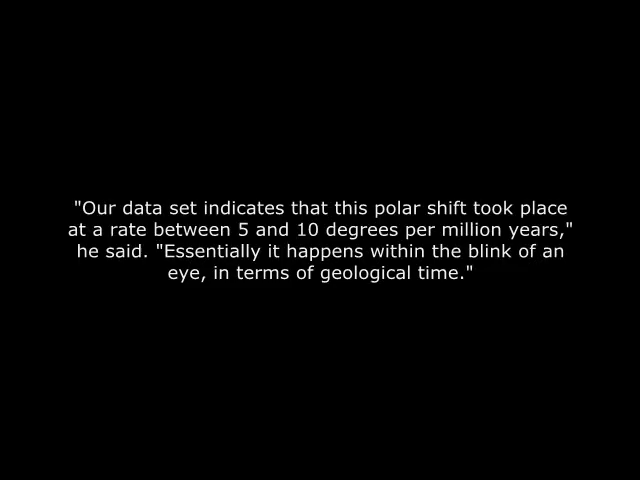 "Our data set indicates that this polar shift took place
at a rate between 5 and 10 degrees per million years,"
he said. "Essentially it happens within the blink of an
eye, in terms of geological time."